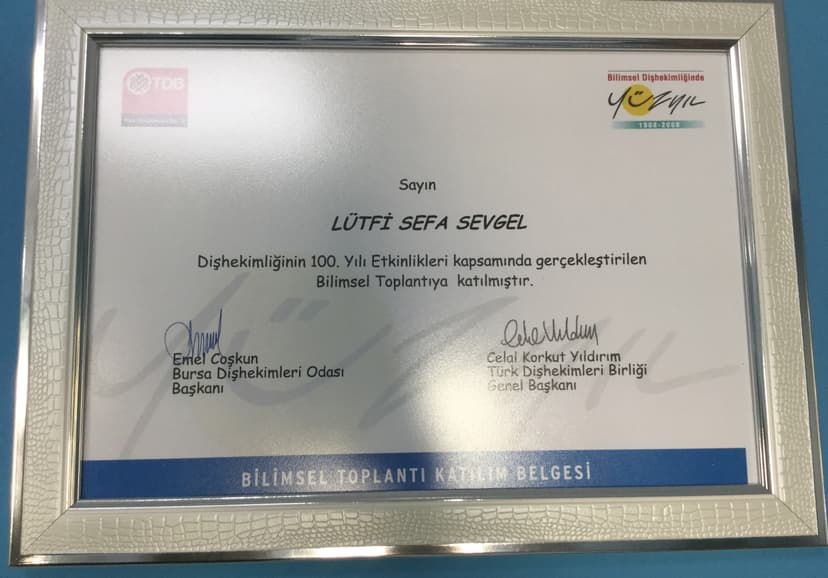 TDB
Bilimsel Dişhekimliğinde
YÜZYIL
1908-2008
Sayın
LÜTFİ SEFA SEVGEL
Dişhekimliğinin 100. Yılı Etkinlikleri kapsamında gerçekleştirilen
Bilimsel Toplantıya katılmıştır.
Emel Coşkun
Bursa Dişhekimleri Odası
Başkanı
Celal Korkut Yıldırım
Türk Dişhekimleri Birliği
Genel Başkanı
YÜZYIL
BİLİMSEL TOPLANTI KATILIM BELGESİ